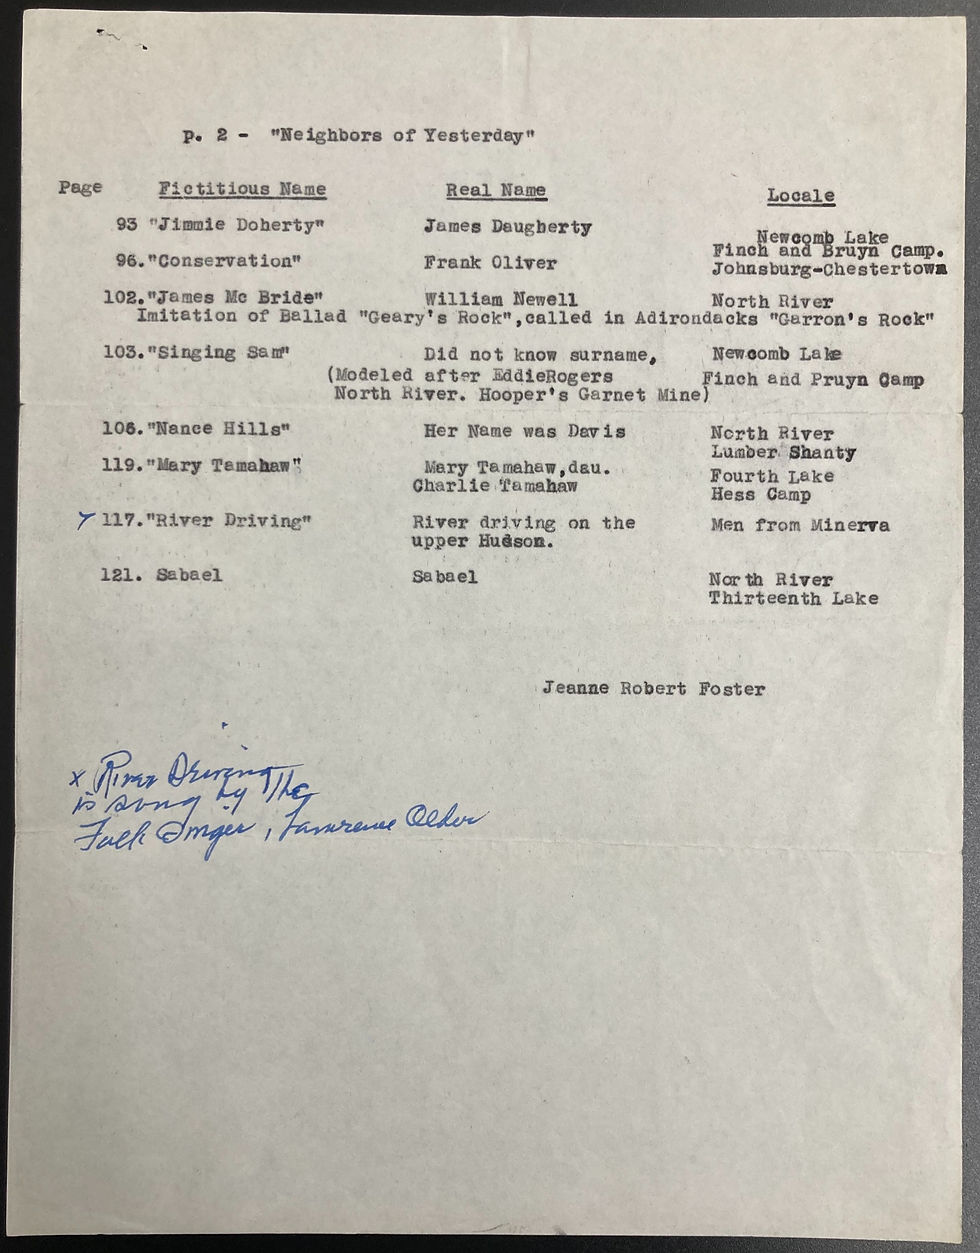 p. 2 - "Neighbors of Yesterday"
Page Fictitious Name Real Name Locale
93 "Jimmie Doherty" James Daugherty Newcomb Lake
Finch and Bruyn Camp.
96."Conservation" Frank Oliver Johnsburg-Chestertown
102."James Mc Bride" William Newell North River
Imitation of Ballad "Geary's Rock",called in Adirondacks "Garron's Rock"
103."Singing Sam" Did not know surname, Newcomb Lake
(Modeled after EddieRogers Finch and Pruyn Camp
North River. Hooper's Garnet Mine)
106."Nance Hills" Her Name was Davis North River
Lumber Shanty
119."Mary Tamahaw" Mary Tamahaw,dau. Fourth Lake
Charlie Tamahaw Hess Camp
117."River Driving" River driving on the Men from Minerva
upper Hudson.
121. Sabael Sabael North River
Thirteenth Lake
Jeanne Robert Foster
x River Driving
is sung by the
Folk Singer, Lawrence Older